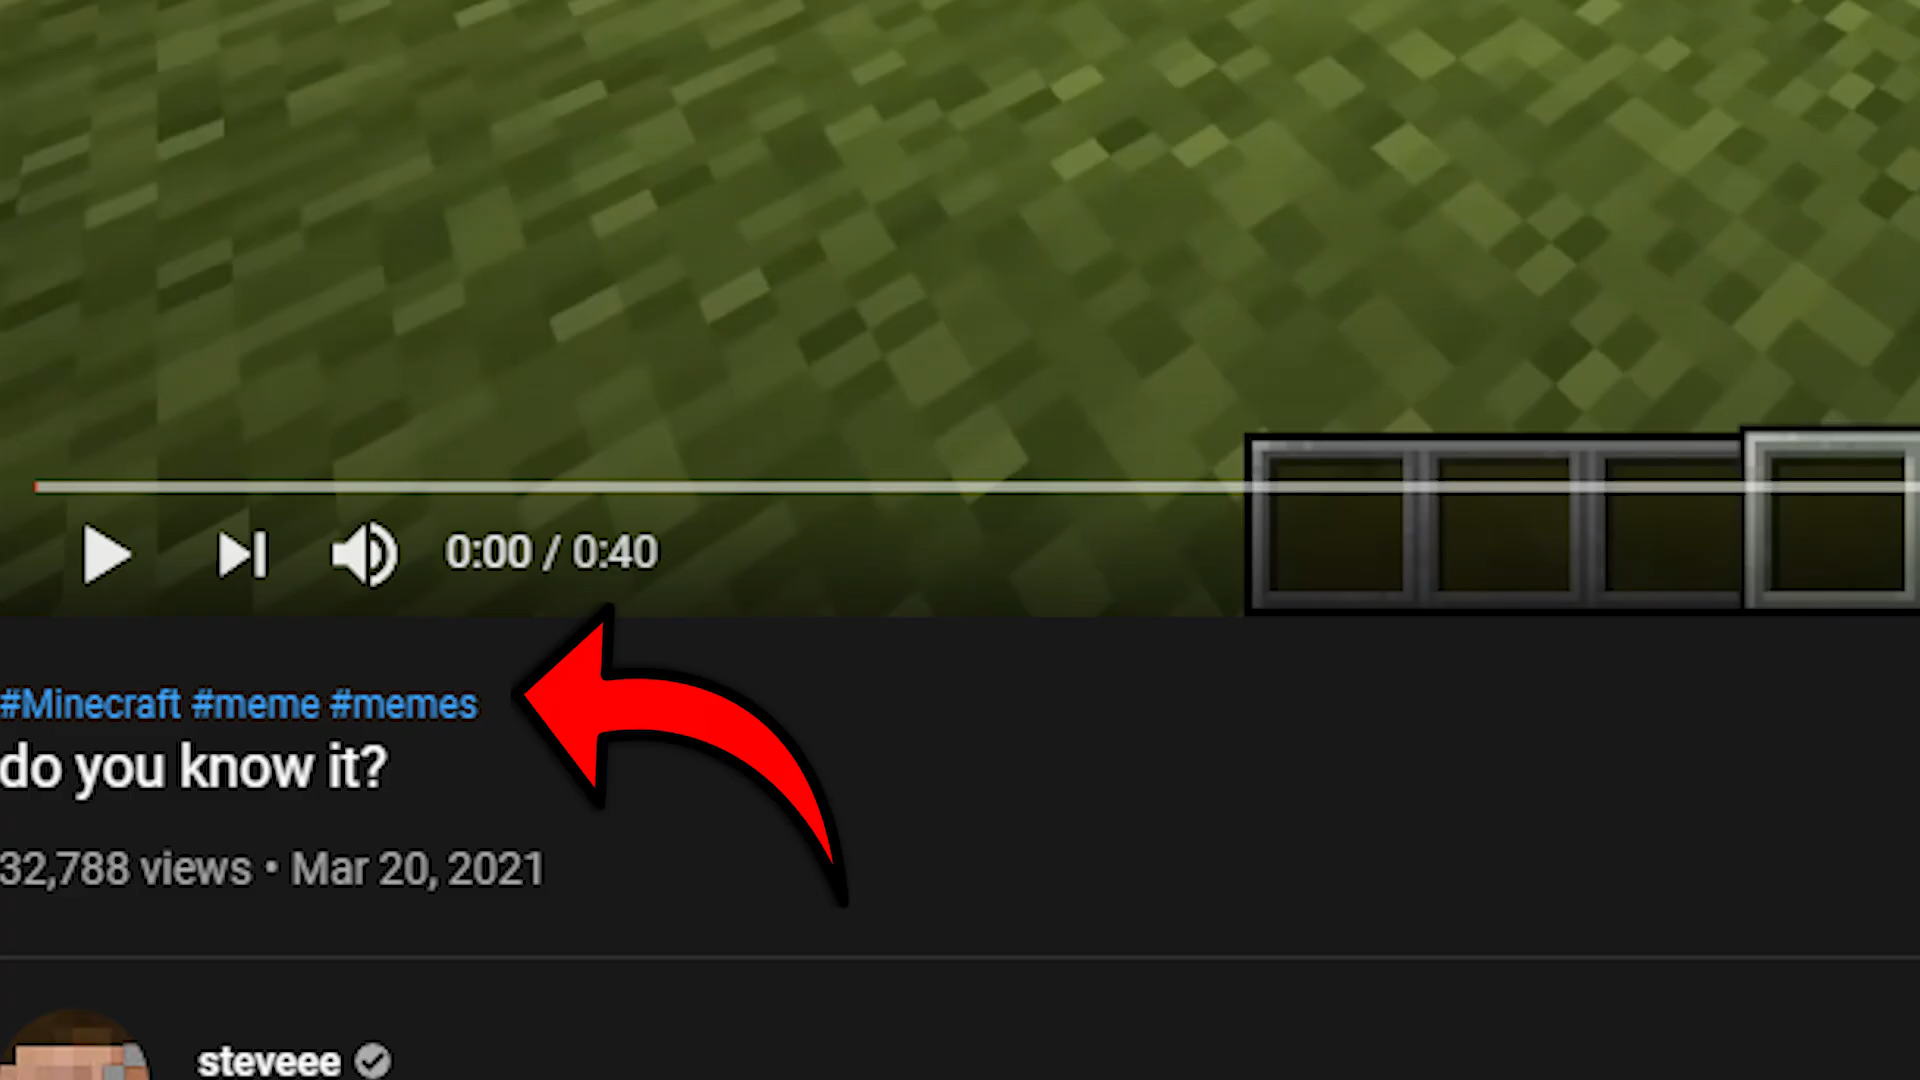 0:00 / 0:40
#Minecraft #meme #memes
do you know it?
32,788 views • Mar 20, 2021
steveee